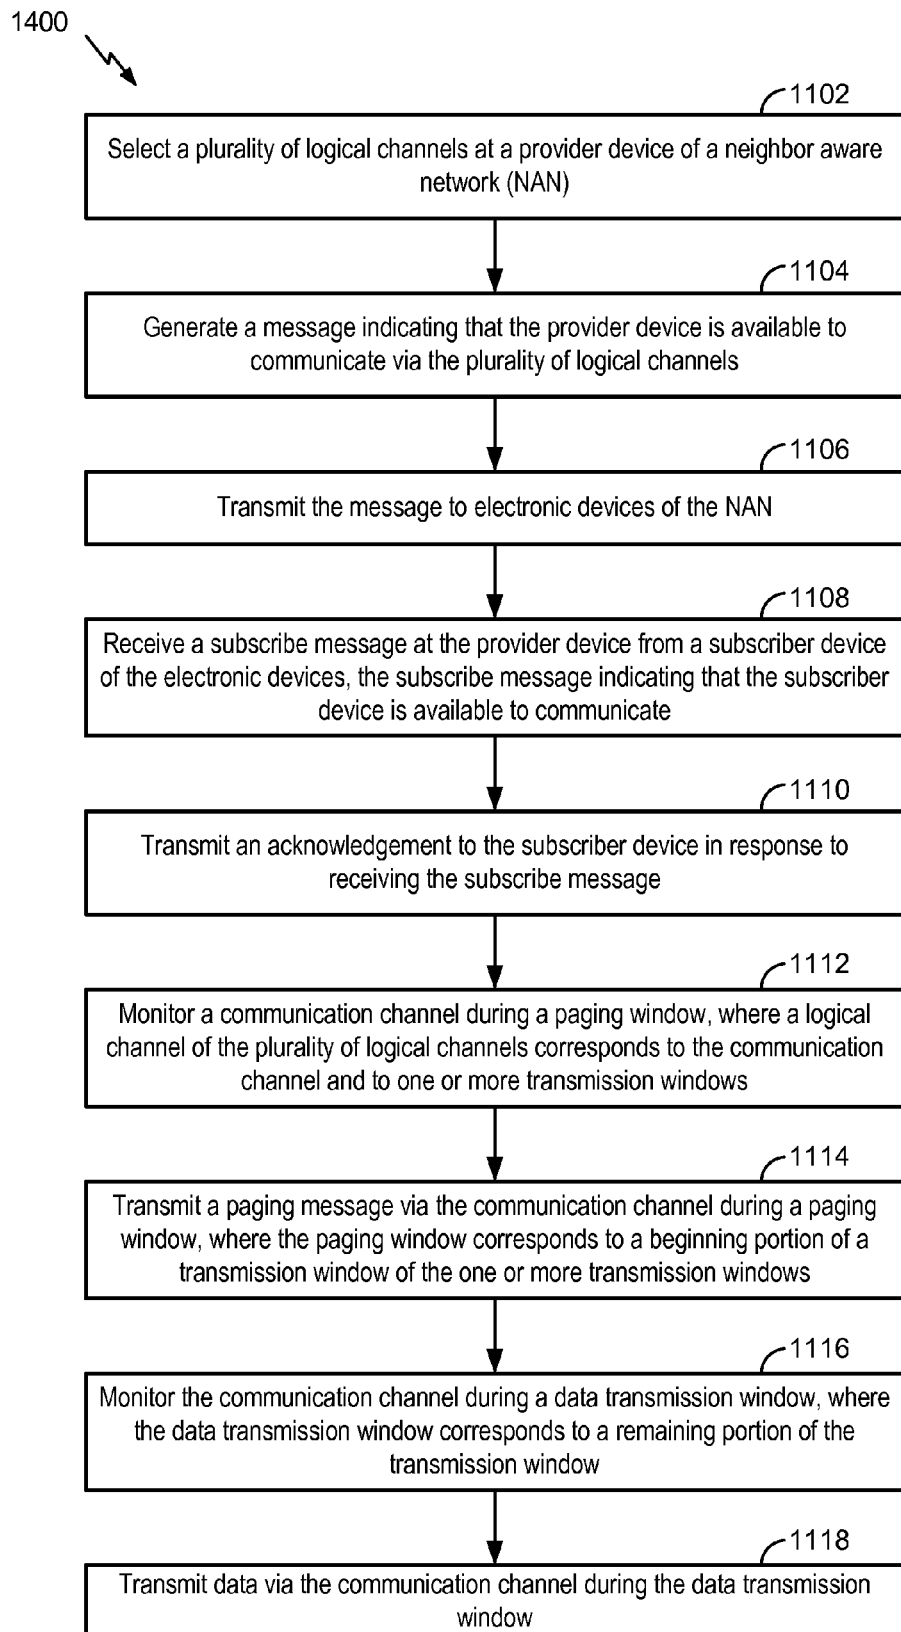 1400
1102
Select a plurality of logical channels at a provider device of a neighbor aware
network (NAN)
1104
Generate a message indicating that the provider device is available to
communicate via the plurality of logical channels
1106
Transmit the message to electronic devices of the NAN
1108
Receive a subscribe message at the provider device from a subscriber device
of the electronic devices, the subscribe message indicating that the subscriber
device is available to communicate
1110
Transmit an acknowledgement to the subscriber device in response to
receiving the subscribe message
1112
Monitor a communication channel during a paging window, where a logical
channel of the plurality of logical channels corresponds to the communication
channel and to one or more transmission windows
1114
Transmit a paging message via the communication channel during a paging
window, where the paging window corresponds to a beginning portion of a
transmission window of the one or more transmission windows
1116
Monitor the communication channel during a data transmission window, where
the data transmission window corresponds to a remaining portion of the
transmission window
1118
Transmit data via the communication channel during the data transmission
window